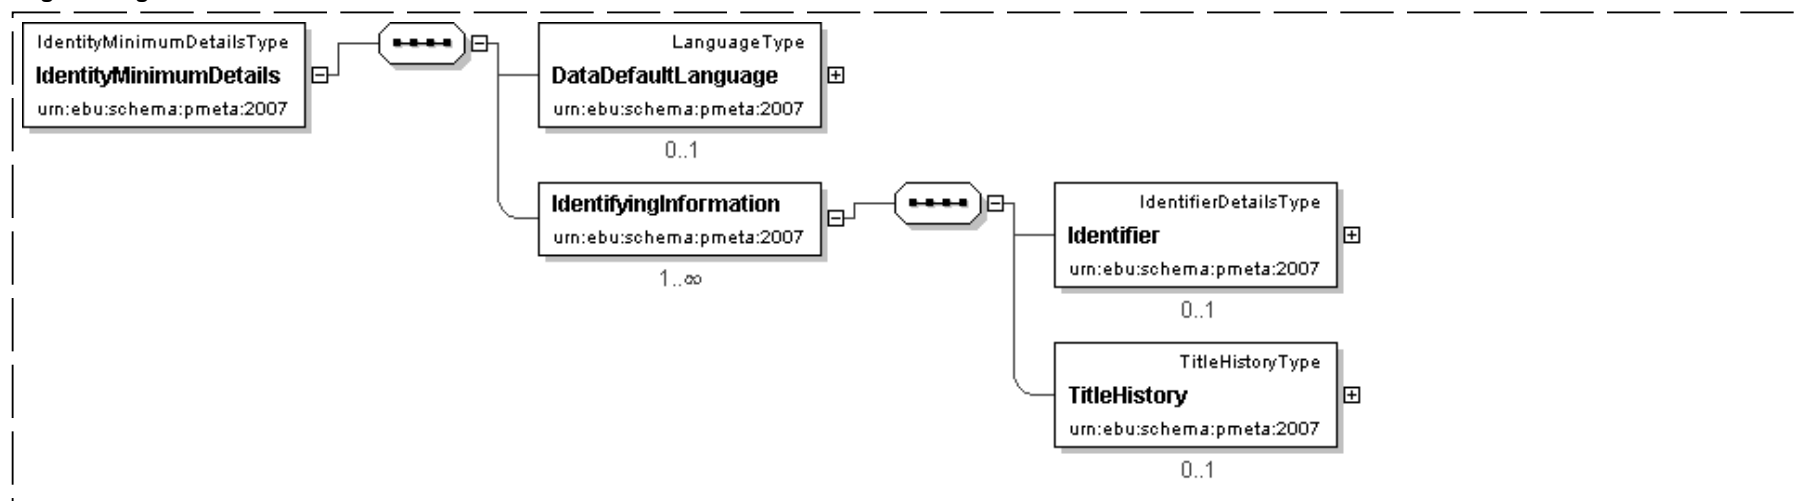 IdentityMinimumDetailsType
IdentityMinimumDetails
urn:ebu:schema:pmeta:2007
LanguageType
DataDefaultLanguage
urn:ebu:schema:pmeta:2007
0..1
IdentifyingInformation
urn:ebu:schema:pmeta:2007
1..∞
IdentifierDetailsType
Identifier
urn:ebu:schema:pmeta:2007
0..1
TitleHistoryType
TitleHistory
urn:ebu:schema:pmeta:2007
0..1